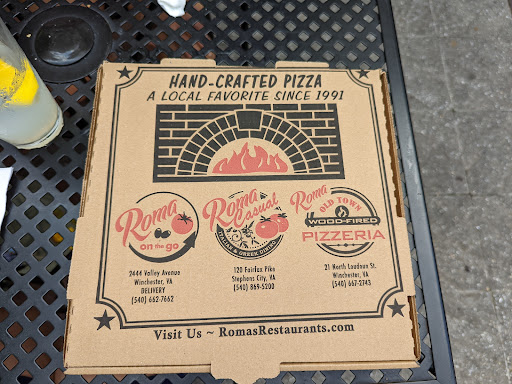 HAND-CRAFTED PIZZA
A LOCAL FAVORITE SINCE 1991
Roma
on the go
2444 Valley Avenue
Winchester, VA
DELIVERY
(540) 662-7662
Roma
Casual
ITALIAN & GREEK DINING
120 Fairfax Pike
Stephens City, VA
(540) 869-5200
Roma
OLD TOWN
WOOD-FIRED
PIZZERIA
21 North Loudoun St.
Winchester, VA
(540) 667-2743
Visit Us ~ RomasRestaurants.com